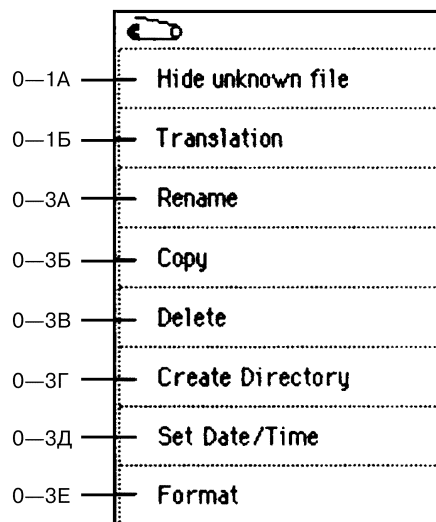 0—1А Hide unknown file
0—1Б Translation
0—3А Rename
0—3Б Copy
0—3В Delete
0—3Г Create Directory
0—3Д Set Date/Time
0—3Е Format